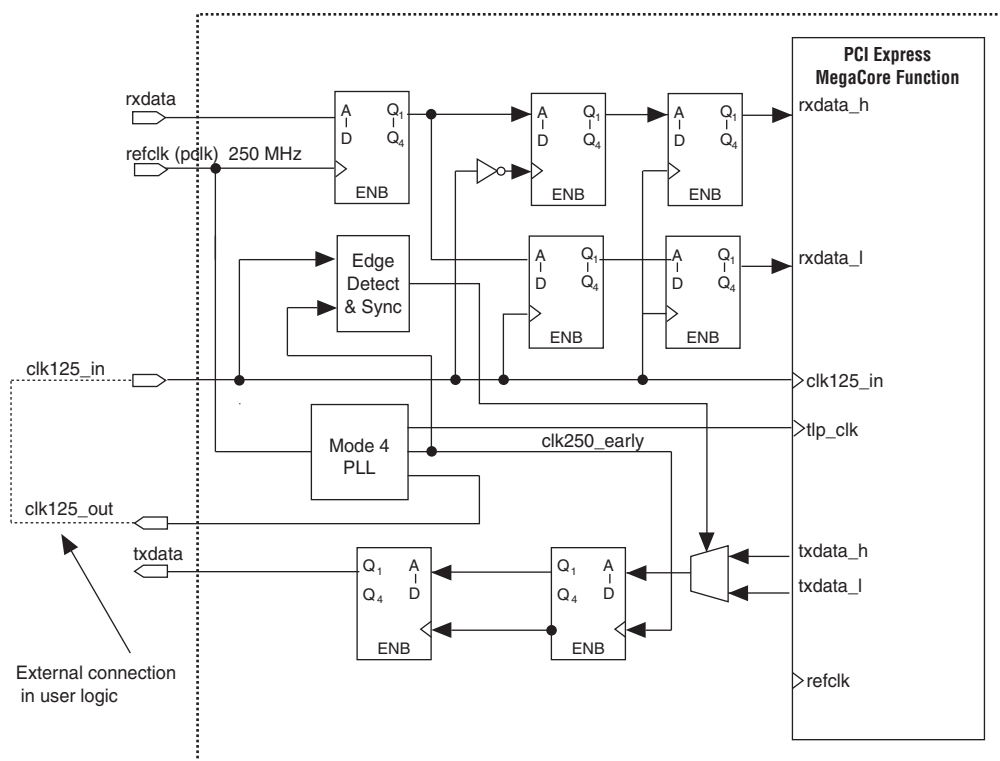 PCI Express
MegaCore Function
rxdata
A
D
Q1
Q4
ENB
A
D
Q1
Q4
ENB
A
D
Q1
Q4
ENB
rxdata_h
refclk (pclk) 250 MHz
Edge
Detect
& Sync
A
D
Q1
Q4
ENB
A
D
Q1
Q4
ENB
rxdata_l
clk125_in
clk125_in
Mode 4
PLL
clk250_early
tlp_clk
clk125_out
txdata
Q1
Q4
A
D
ENB
Q1
Q4
A
D
ENB
txdata_h
txdata_l
External connection
in user logic
refclk